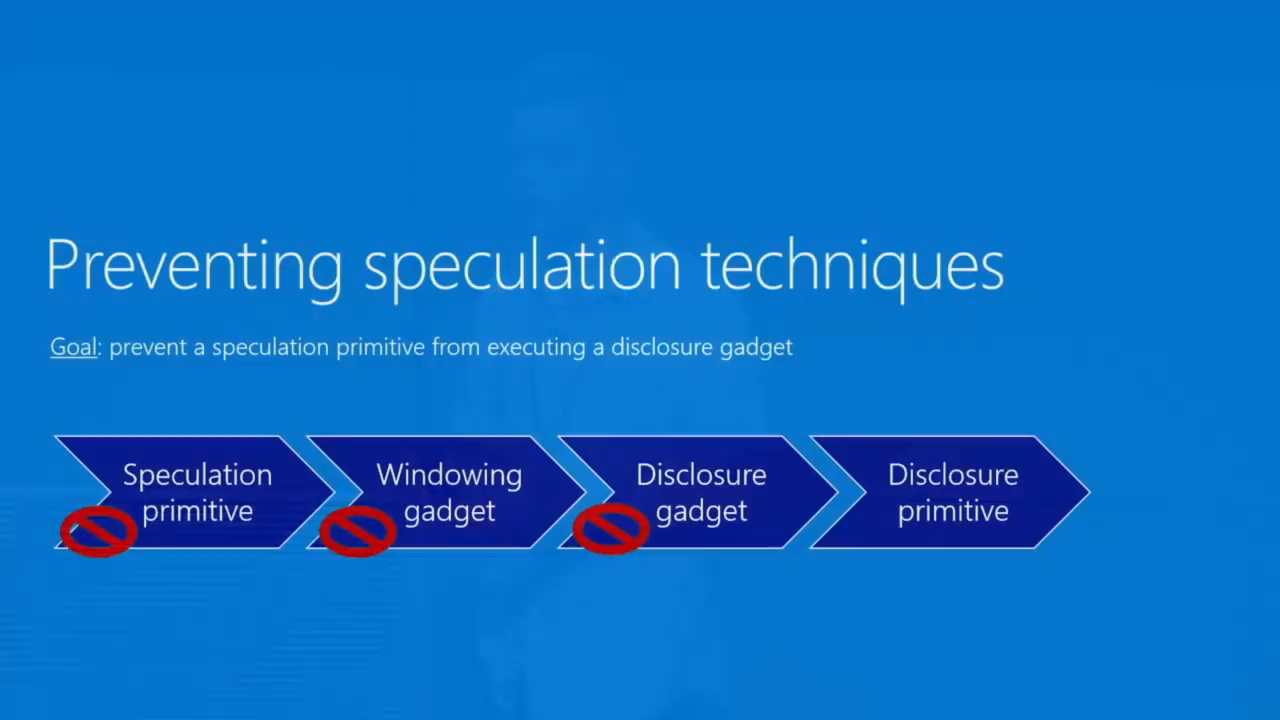 Preventing speculation techniques
Goal: prevent a speculation primitive from executing a disclosure gadget
Speculation
primitive
Windowing
gadget
Disclosure
gadget
Disclosure
primitive